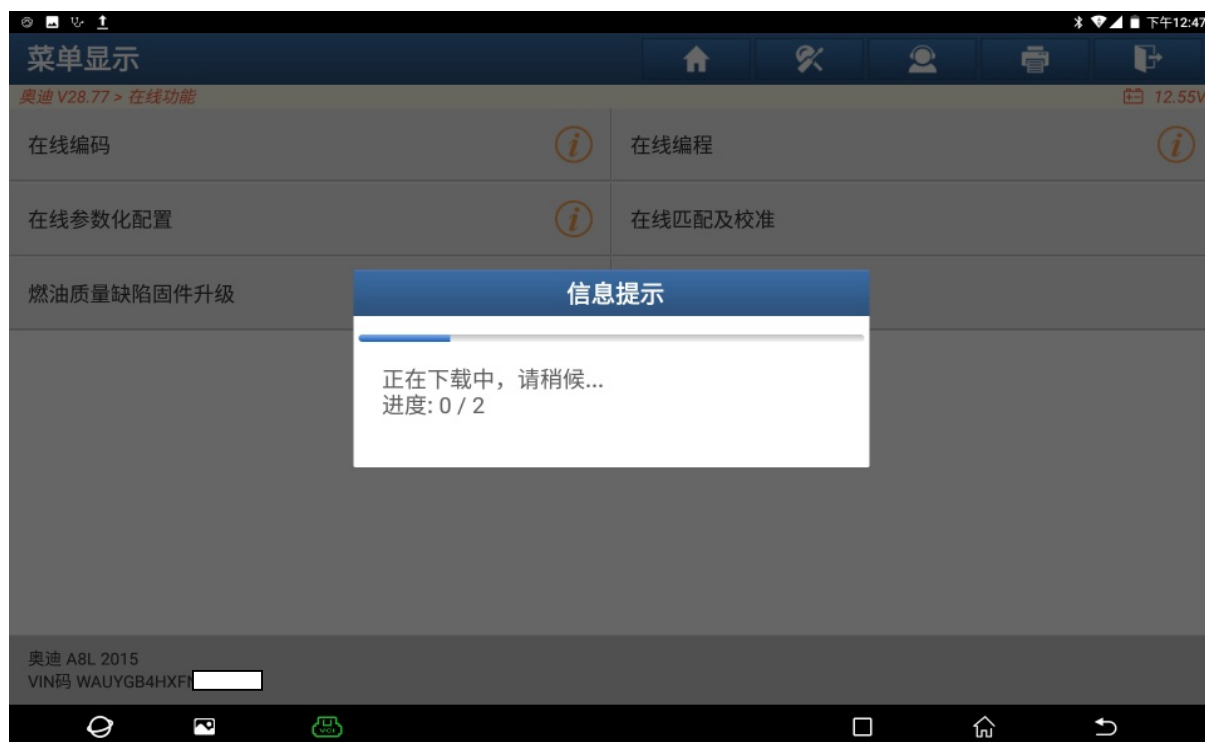 下午12:47
菜单显示
奥迪 V28.77 > 在线功能
12.55V
在线编码
在线编程
在线参数化配置
在线匹配及校准
燃油质量缺陷固件升级
信息提示
正在下载中，请稍候...
进度: 0 / 2
奥迪 A8L 2015
VIN码 WAUYGB4HXF
VCI